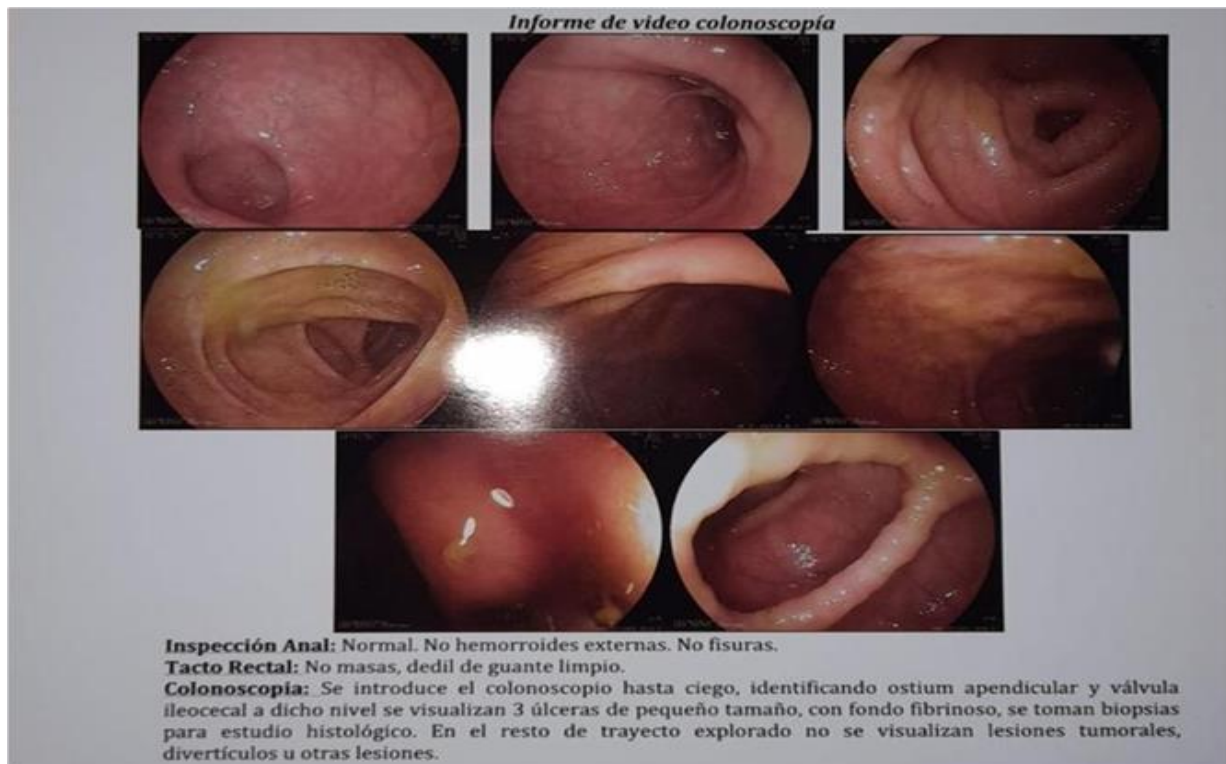 Informe de video colonoscopía
Inspección Anal: Normal. No hemorroides externas. No fisuras.
Tacto Rectal: No masas, dedil de guante limpio.
Colonoscopia: Se introduce el colonoscopio hasta ciego, identificando ostium apendicular y válvula
ileocecal a dicho nivel se visualizan 3 úlceras de pequeño tamaño, con fondo fibrinoso, se toman biopsias
para estudio histológico. En el resto de trayecto explorado no se visualizan lesiones tumorales,
divertículos u otras lesiones.